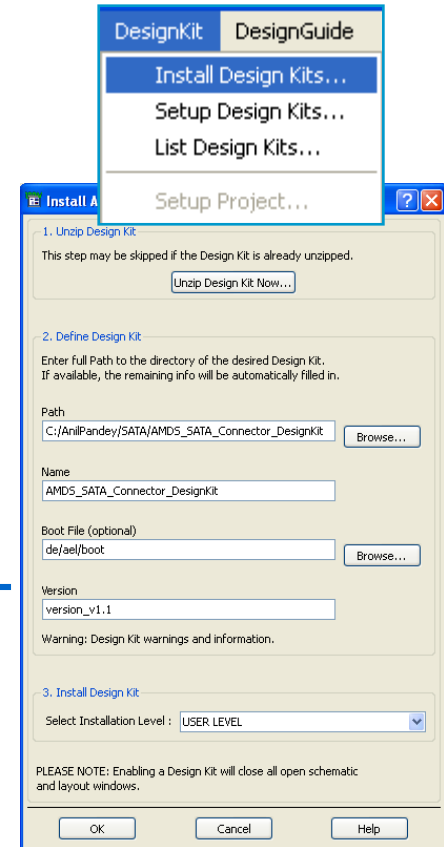 DesignKit DesignGuide
Install Design Kits...
Setup Design Kits...
List Design Kits...
Setup Project...
Install A
1. Unzip Design Kit
This step may be skipped if the Design Kit is already unzipped.
Unzip Design Kit Now...
2. Define Design Kit
Enter full Path to the directory of the desired Design Kit.
If available, the remaining info will be automatically filled in.
Path
C:/AnilPandey/SATA/AMDS_SATA_Connector_DesignKit Browse...
Name
AMDS_SATA_Connector_DesignKit
Boot File (optional)
de/ael/boot Browse...
Version
version_v1.1
Warning: Design Kit warnings and information.
3. Install Design Kit
Select Installation Level : USER LEVEL
PLEASE NOTE: Enabling a Design Kit will close all open schematic
and layout windows.
OK Cancel Help